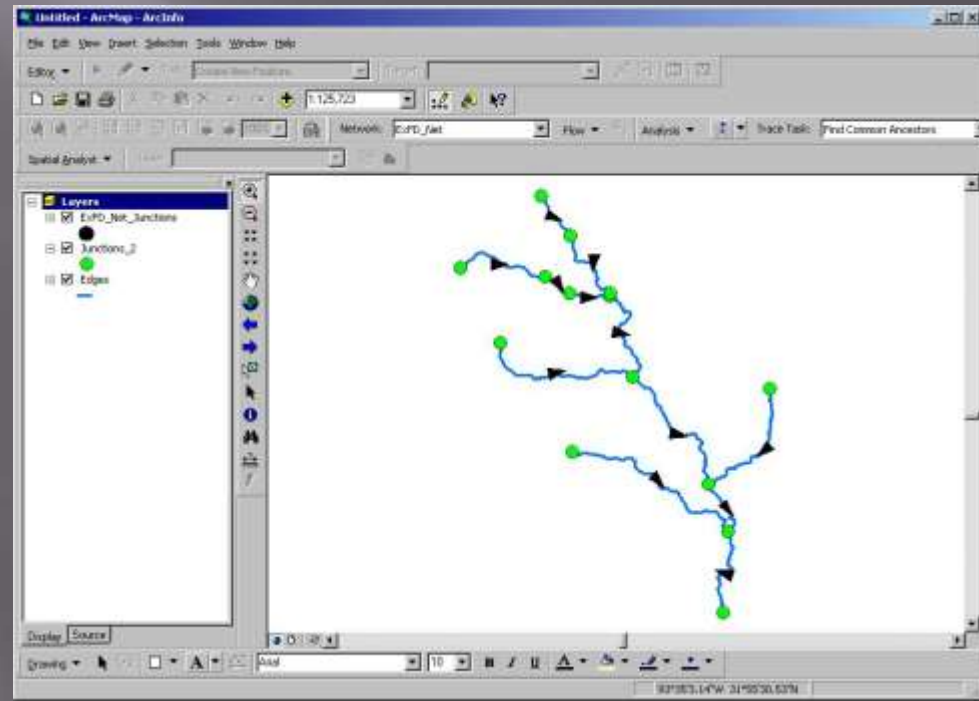 Untitled - ArcMap - ArcInfo
File Edit View Insert Selection Tools Window Help
Editor Create New Feature
1:125,723
Network: ExFD_Net Flow Analysis Trace Task: Find Common Ancestors
Spatial Analyst
Layers
ExFD_Net_Junctions
Junctions_2
Edges
Display Source
Drawing A Arial 10 B I U A